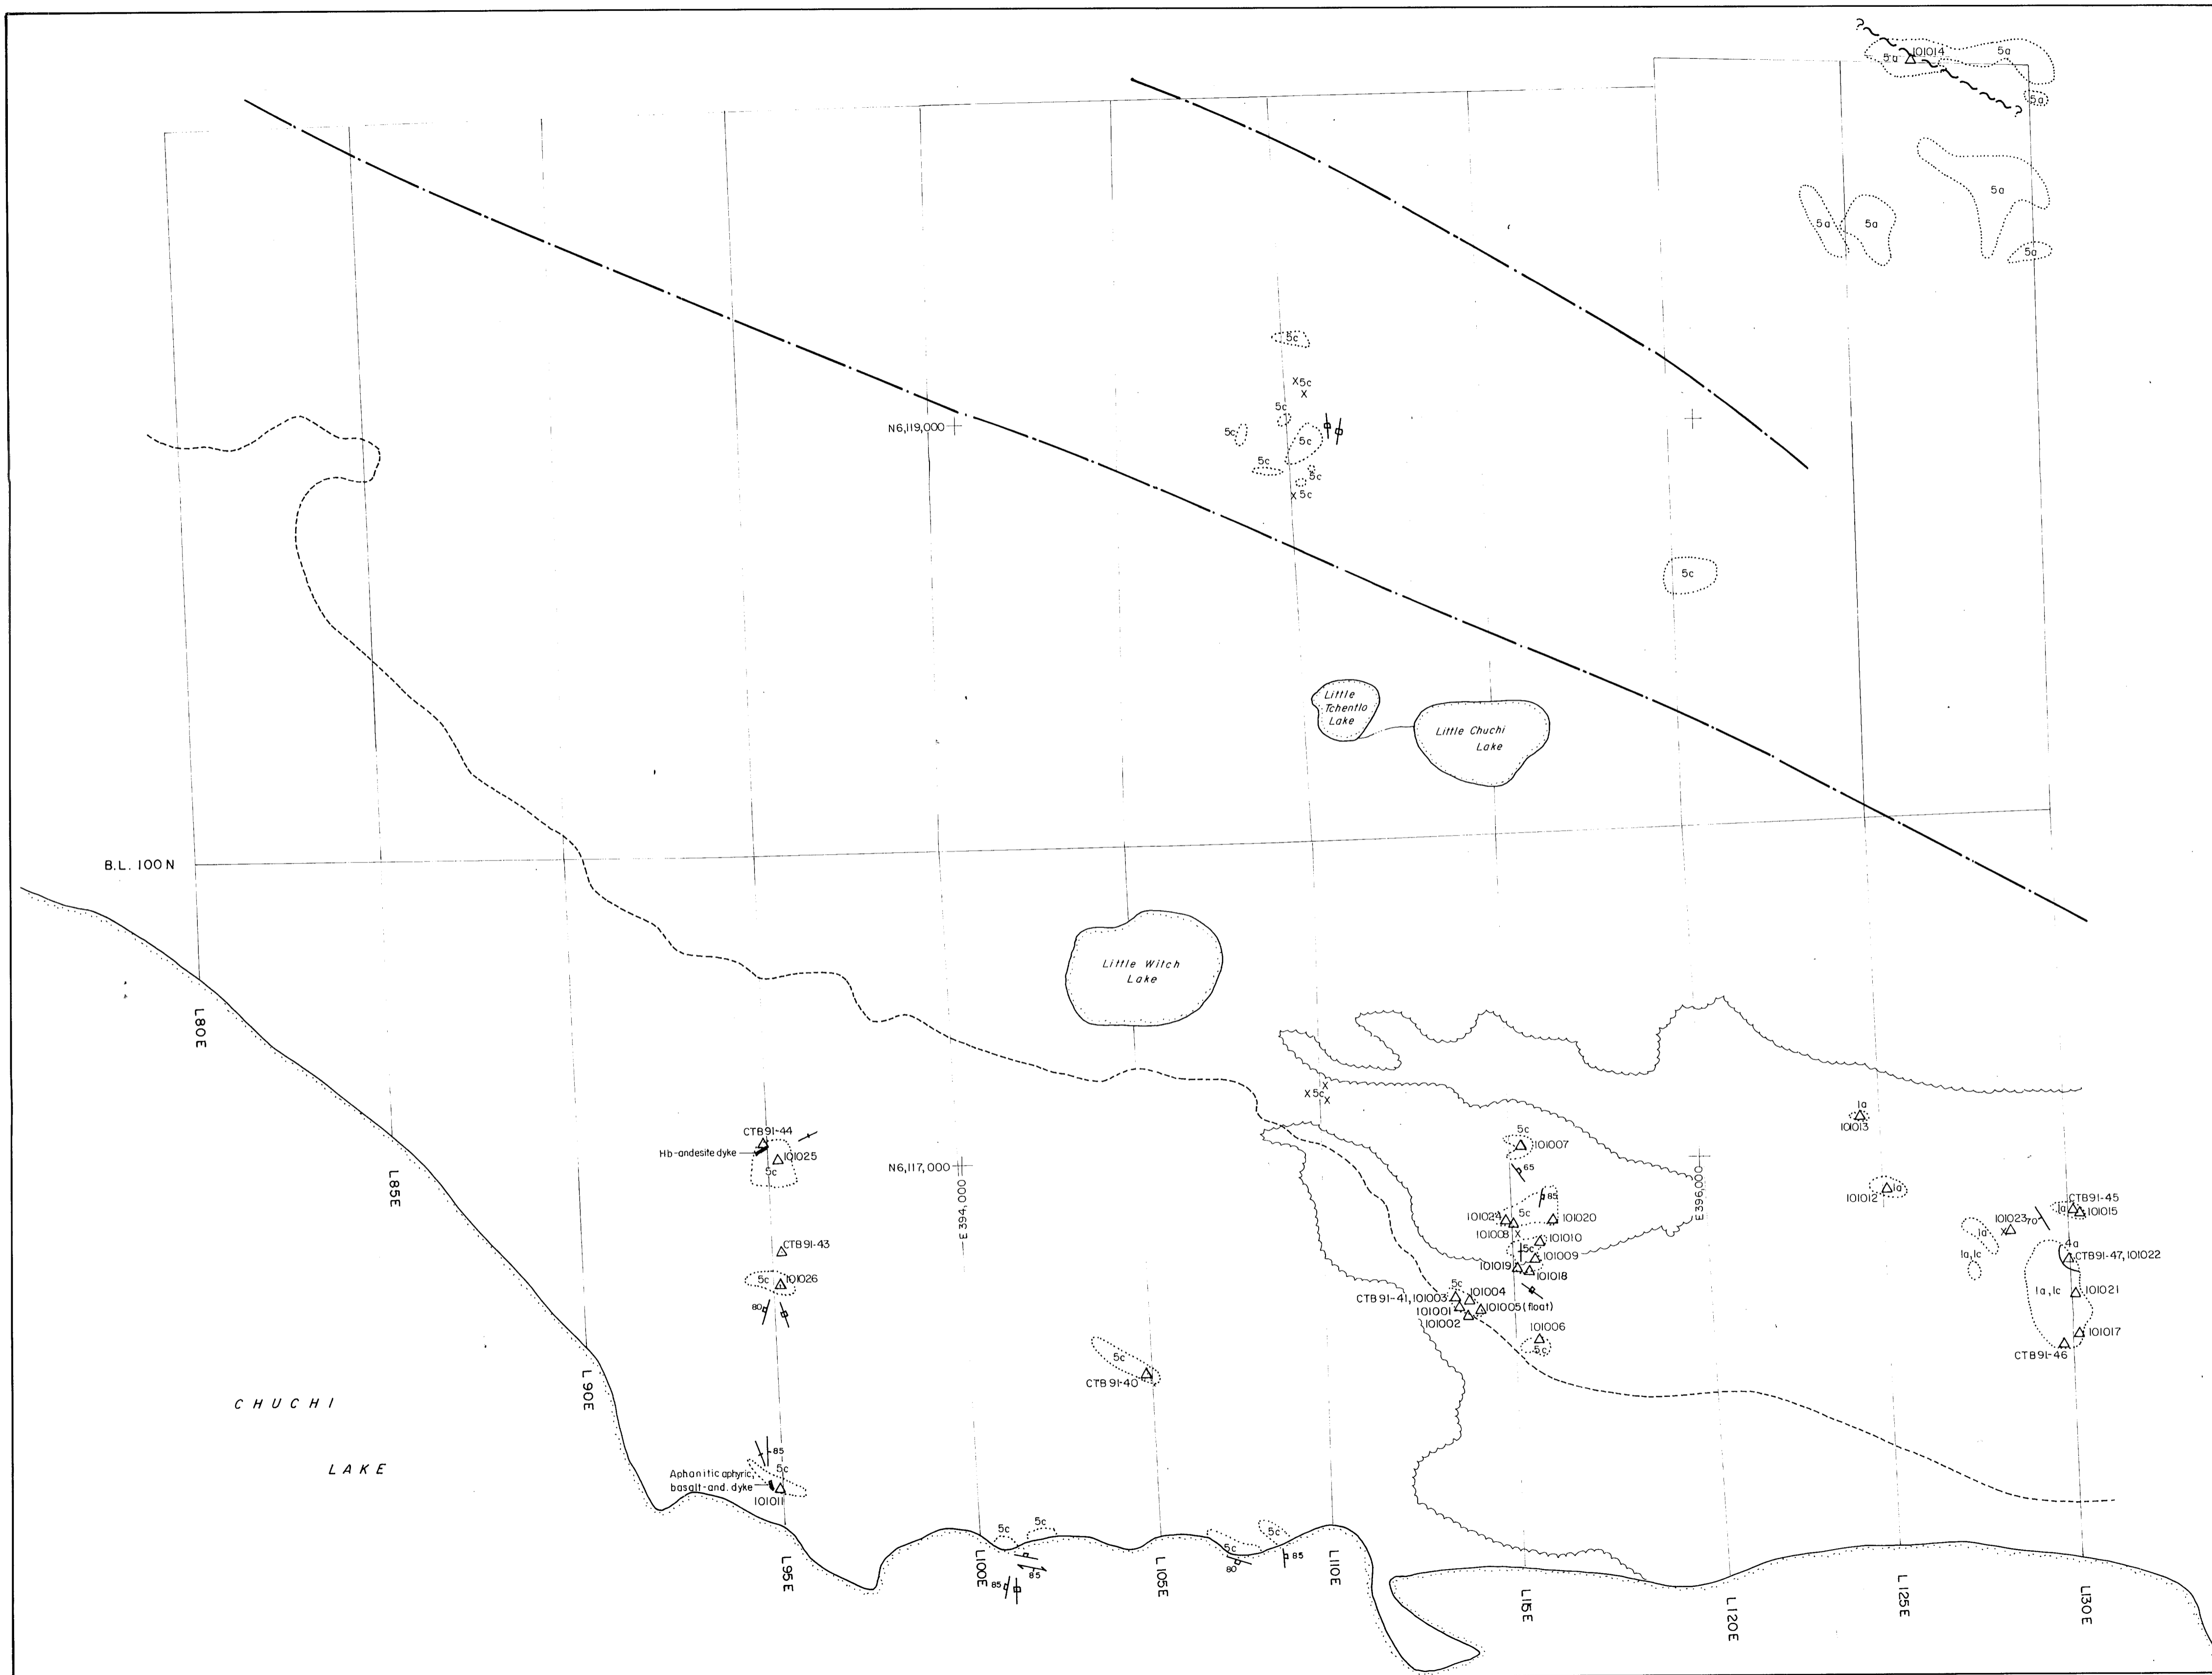 ?
101014
5a
5a
5a
?
5a
5a
5a
5a
5c
X5c
X
5c
N6,119,000
5c
5c
5c
5c
X5c
5c
Little
Tchentlo
Lake
Little Chuchi
Lake
B.L. 100N
Little Witch
Lake
L80E
X
X5c
X
1a
101013
CTB91-44
Hb-andesite dyke
101025
5c
N6,117,000
E 394,000
5c
101007
65
E 396,000
85
101024
5c
101020
101008
X
101010
5c
101009
101019
101018
101012
1a
L85E
CTB91-45
1a
101015
101023
70
X
1a
4a
CTB91-47, 101022
1a,1c
1a,1c
101021
101017
CTB91-46
CTB91-43
5c
101026
80
5c
101004
CTB91-41, 101003
101005(float)
101001
101002
101006
5c
5c
CTB91-40
L90E
CHUCHI
LAKE
85
5c
Aphanitic aphyric,
basalt-and. dyke
101011
5c
5c
5c
5c
80
85
85
85
L95E
L100E
L105E
L110E
L115E
L120E
L125E
L130E